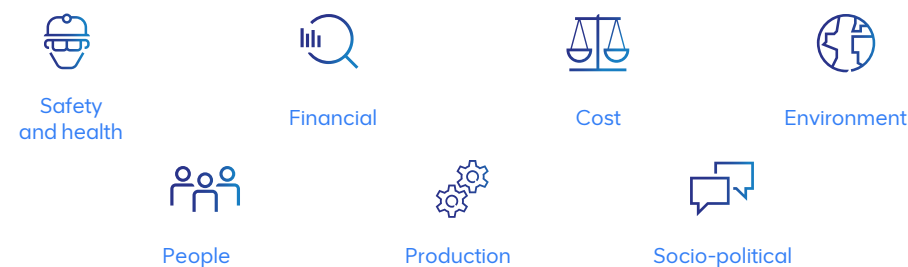 Safety
and health
Financial
Cost
Environment
People
Production
Socio-political